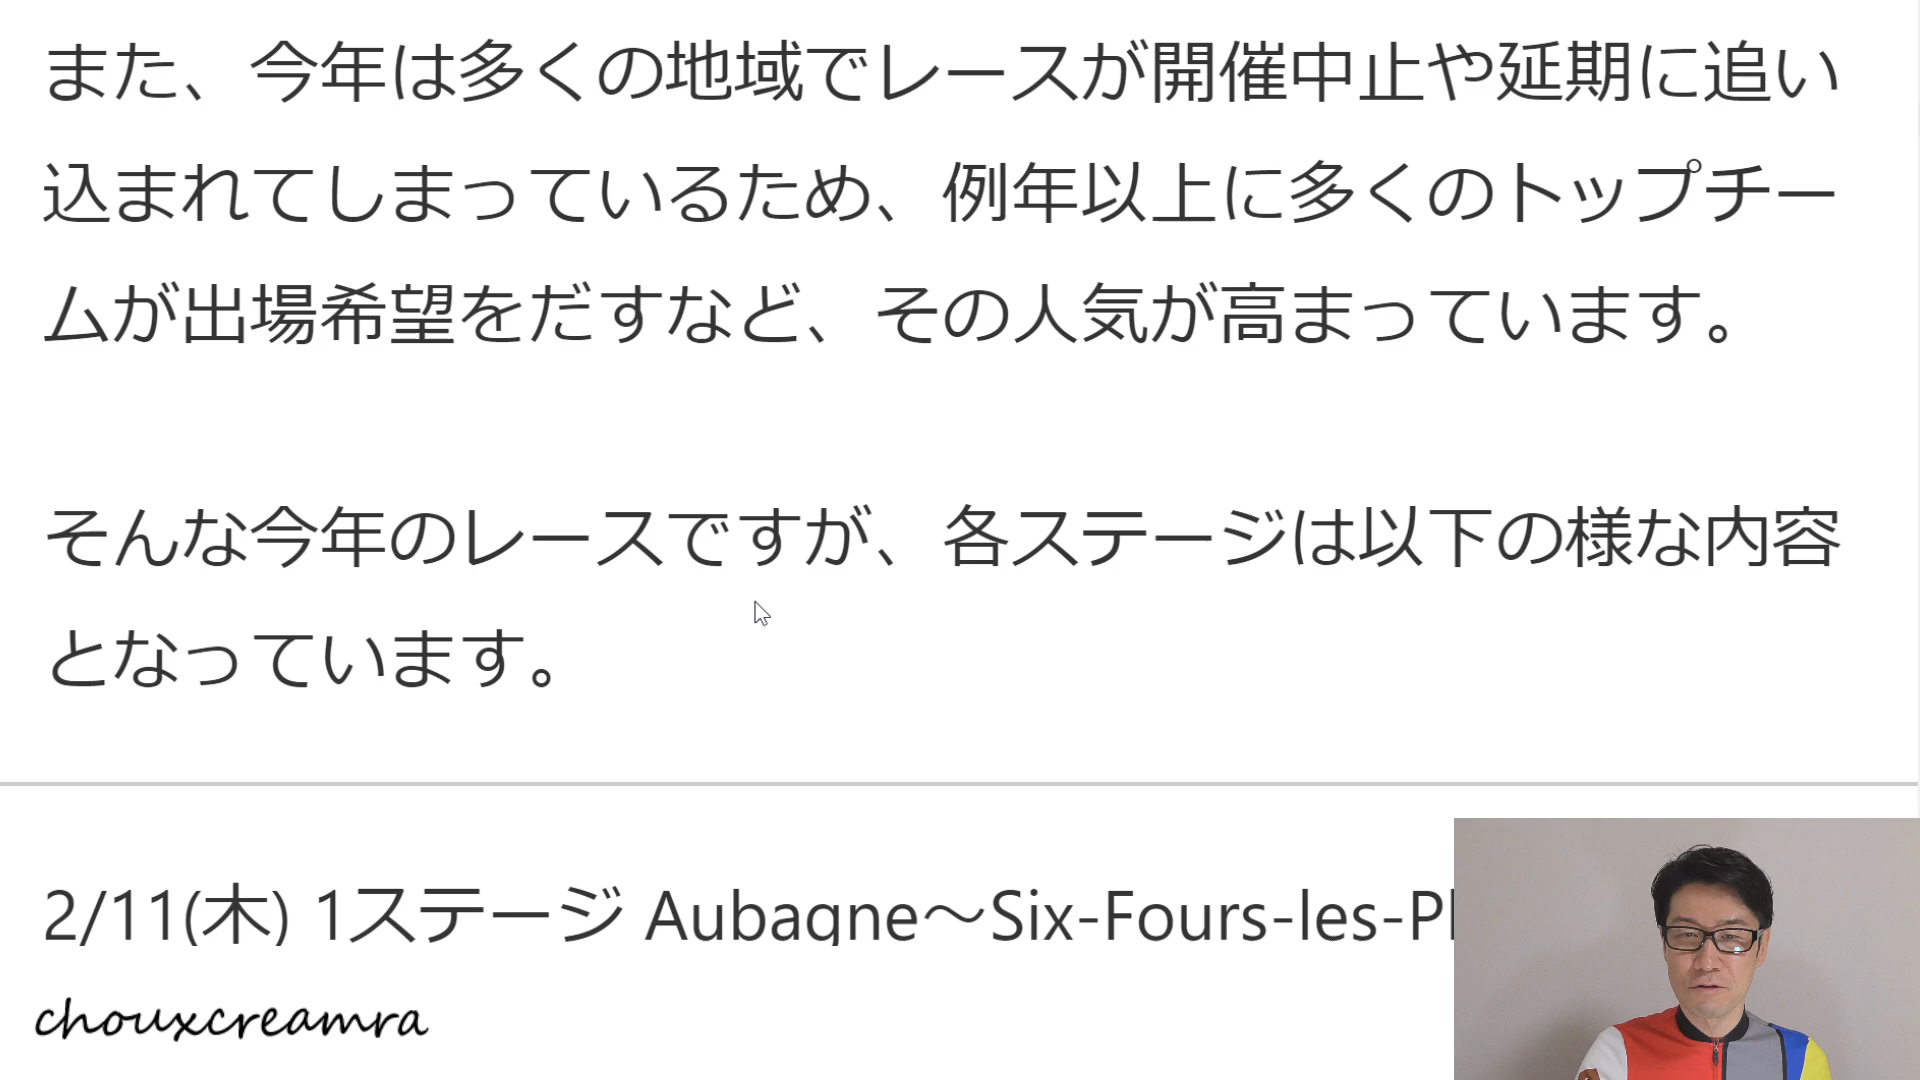 また、今年は多くの地域でレースが開催中止や延期に追い
込まれてしまっているため、例年以上に多くのトップチー
ムが出場希望をだすなど、その人気が高まっています。
そんな今年のレースですが、各ステージは以下の様な内容
となっています。
2/11(木) 1ステージ Aubagne～Six-Fours-les-Pl
chouxcreamra